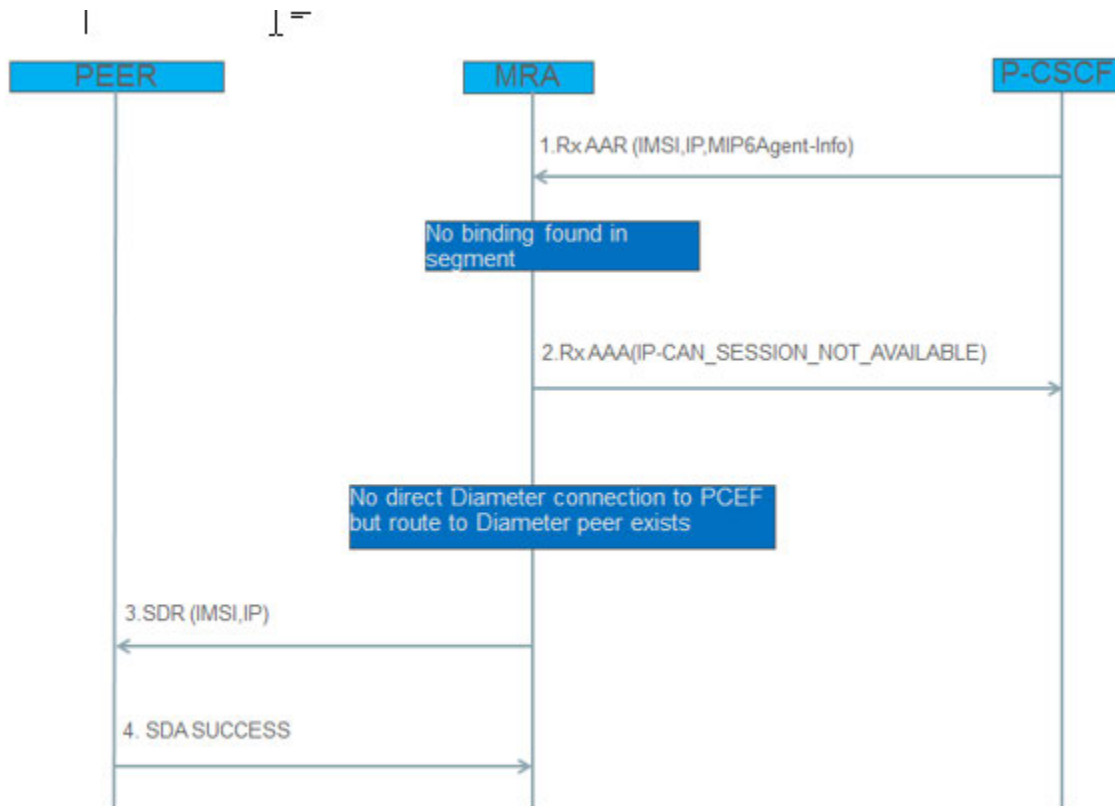 PEER
MRA
P-CSCF
1.Rx AAR (IMSI,IP,MIP6Agent-Info)
No binding found in
segment
2.Rx AAA(IP-CAN_SESSION_NOT_AVAILABLE)
No direct Diameter connection to PCEF
but route to Diameter peer exists
3.SDR (IMSI,IP)
4. SDA SUCCESS